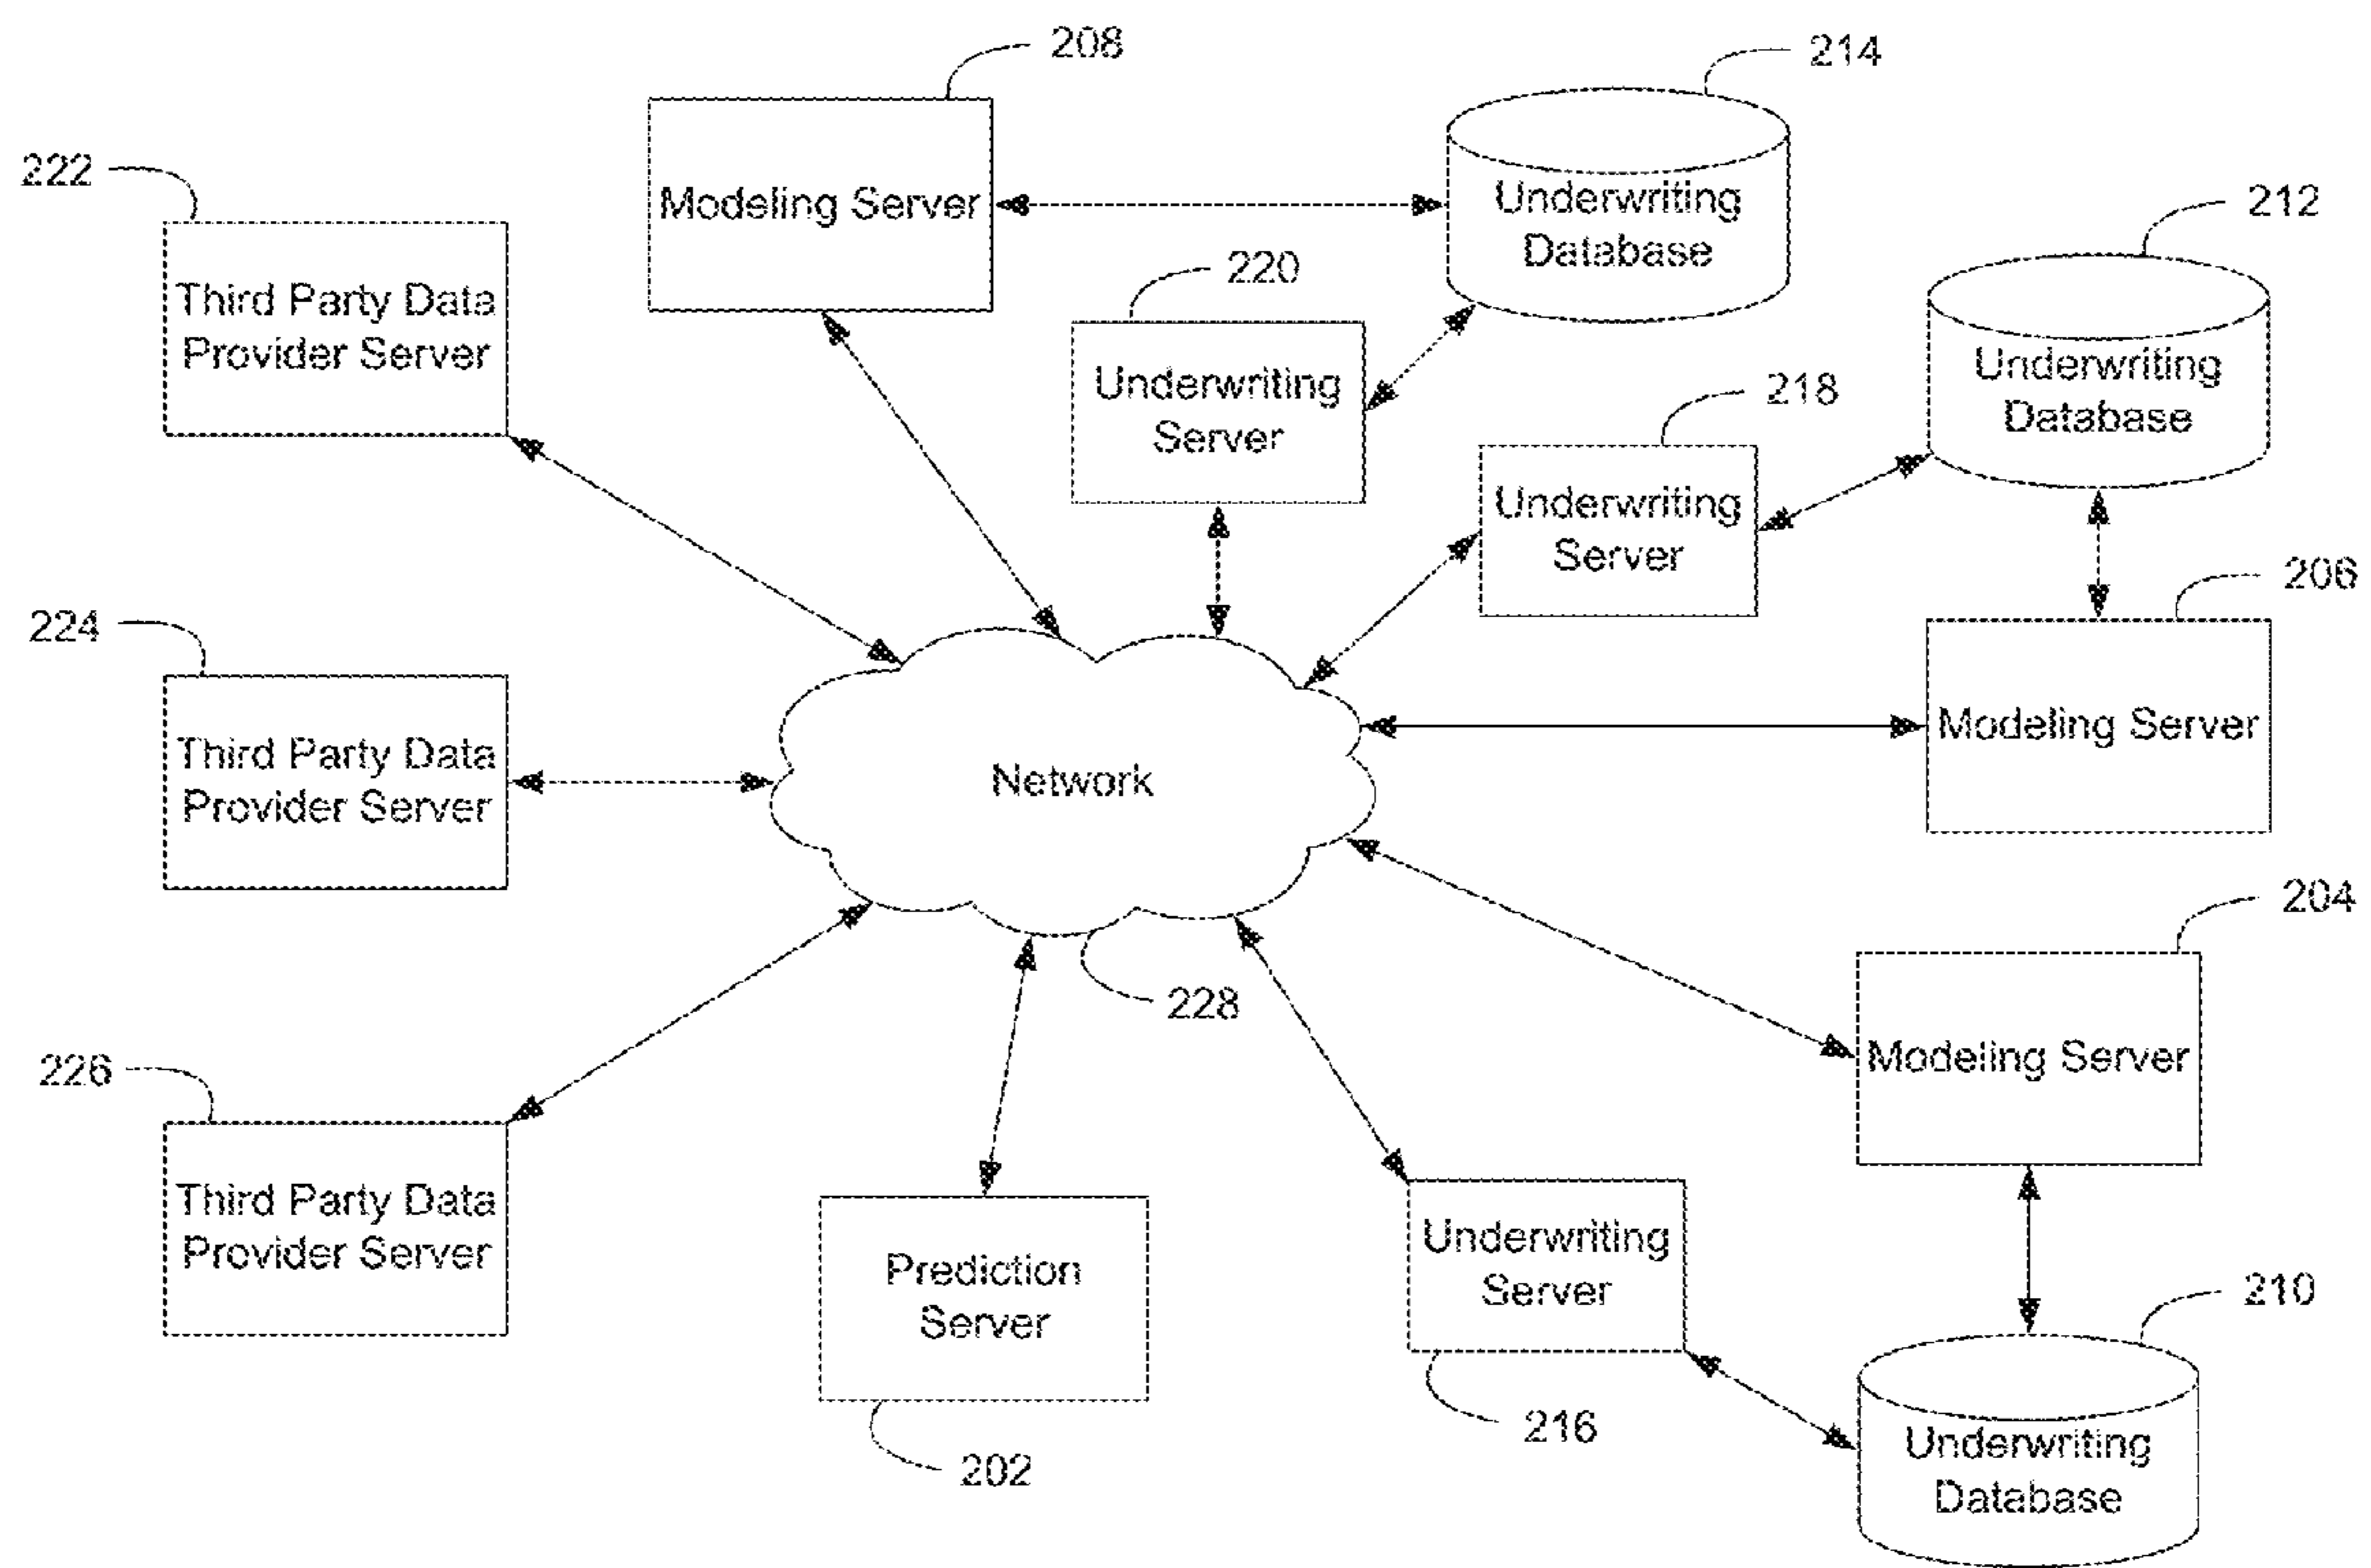 208
214
222
Modeling Server
Underwriting
Database
212
220
Third Party Data
Provider Server
Underwriting
Server
218
Underwriting
Database
Underwriting
Server
206
224
Third Party Data
Provider Server
Network
Modeling Server
204
228
Modeling Server
226
Third Party Data
Provider Server
Prediction
Server
Underwriting
Server
210
216
202
Underwriting
Database